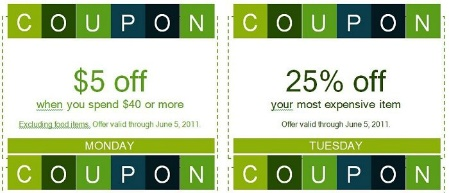 COUPON
$5 off
when you spend $40 or more
Excluding food items. Offer valid through June 5, 2011.
MONDAY
COUPON
COUPON
25% off
your most expensive item
Offer valid through June 5, 2011.
TUESDAY
COUPON